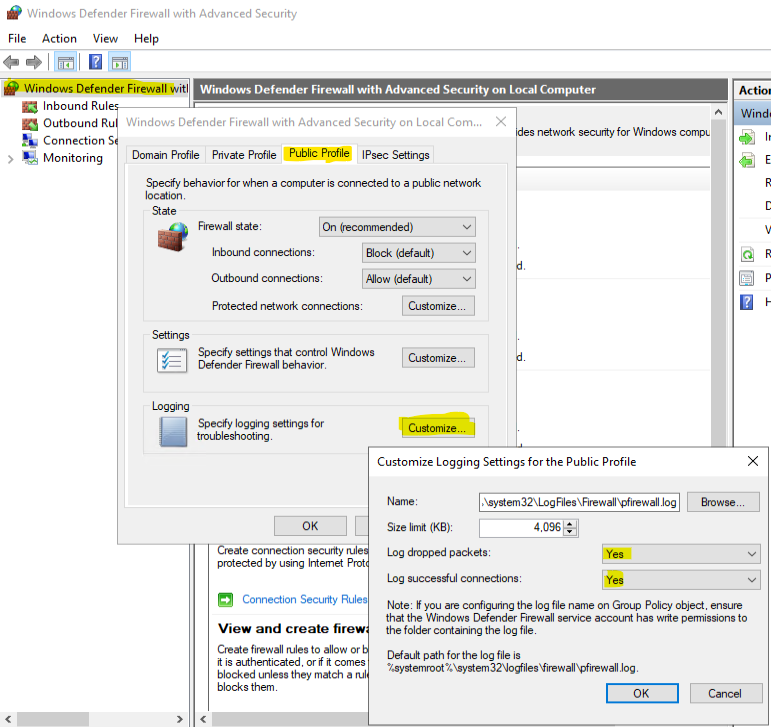 Windows Defender Firewall with Advanced Security
File Action View Help
Windows Defender Firewall with
Inbound Rules
Outbound Rul
Connection Se
Monitoring
Windows Defender Firewall with Advanced Security on Local Computer
ides network security for Windows compu
d.
d.
Windows Defender Firewall with Advanced Security on Local Com...
Domain Profile Private Profile Public Profile IPsec Settings
Specify behavior for when a computer is connected to a public network
location.
State
Firewall state: On (recommended)
Inbound connections: Block (default)
Outbound connections: Allow (default)
Protected network connections: Customize...
Settings
Specify settings that control Windows
Defender Firewall behavior.
Customize...
Logging
Specify logging settings for
troubleshooting.
Customize...
OK
Create connection security rules
protected by using Internet Proto
Connection Security Rules
View and create firewa
Create firewall rules to allow or b
it is authenticated, or if it comes
blocked unless they match a rule
blocks them.
Action
Wind
I
E
R
D
V
R
P
H
Customize Logging Settings for the Public Profile
Name: \system32\LogFiles\Firewall\pfirewall.log Browse...
Size limit (KB): 4,096
Log dropped packets: Yes
Log successful connections: Yes
Note: If you are configuring the log file name on Group Policy object, ensure
that the Windows Defender Firewall service account has write permissions to
the folder containing the log file.
Default path for the log file is
%systemroot%\system32\logfiles\firewall\pfirewall.log.
OK Cancel